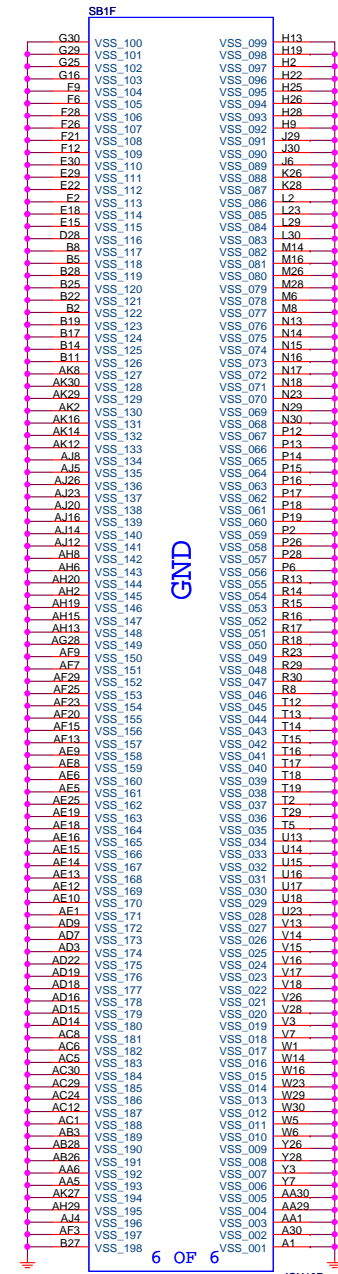 SB1F
G30 VSS_100 VSS_099 H13
G29 VSS_101 VSS_098 H19
G25 VSS_102 VSS_097 H2
G16 VSS_103 VSS_096 H22
F9 VSS_104 VSS_095 H25
F6 VSS_105 VSS_094 H26
F28 VSS_106 VSS_093 H28
F26 VSS_107 VSS_092 H9
F21 VSS_108 VSS_091 J29
F12 VSS_109 VSS_090 J30
E30 VSS_110 VSS_089 J6
E29 VSS_111 VSS_088 K26
E22 VSS_112 VSS_087 K28
E2 VSS_113 VSS_086 L2
E18 VSS_114 VSS_085 L23
E15 VSS_115 VSS_084 L29
D28 VSS_116 VSS_083 L30
B8 VSS_117 VSS_082 M14
B5 VSS_118 VSS_081 M16
B28 VSS_119 VSS_080 M26
B25 VSS_120 VSS_079 M28
B22 VSS_121 VSS_078 M6
B2 VSS_122 VSS_077 M8
B19 VSS_123 VSS_076 N13
B17 VSS_124 VSS_075 N14
B14 VSS_125 VSS_074 N15
B11 VSS_126 VSS_073 N16
AK8 VSS_127 VSS_072 N17
AK30 VSS_128 VSS_071 N18
AK29 VSS_129 VSS_070 N23
AK2 VSS_130 VSS_069 N29
AK16 VSS_131 VSS_068 N30
AK14 VSS_132 VSS_067 P12
AK12 VSS_133 VSS_066 P13
AJ8 VSS_134 VSS_065 P14
AJ5 VSS_135 VSS_064 P15
AJ26 VSS_136 VSS_063 P16
AJ23 VSS_137 VSS_062 P17
AJ20 VSS_138 VSS_061 P18
AJ16 VSS_139 VSS_060 P19
AJ14 VSS_140 VSS_059 P2
AJ12 VSS_141 VSS_058 P26
AH8 VSS_142 VSS_057 P28
AH6 VSS_143 VSS_056 P6
AH20 VSS_144 VSS_055 R13
AH2 VSS_145 VSS_054 R14
AH19 VSS_146 VSS_053 R15
AH15 VSS_147 VSS_052 R16
AH13 VSS_148 VSS_051 R17
AG28 VSS_149 VSS_050 R18
AF9 VSS_150 VSS_049 R23
AF7 VSS_151 VSS_048 R29
AF29 VSS_152 VSS_047 R30
AF25 VSS_153 VSS_046 R8
AF23 VSS_154 VSS_045 T12
AF20 VSS_155 VSS_044 T13
AF15 VSS_156 VSS_043 T14
AF13 VSS_157 VSS_042 T15
AE9 VSS_158 VSS_041 T16
AE8 VSS_159 VSS_040 T17
AE6 VSS_160 VSS_039 T18
AE5 VSS_161 VSS_038 T19
AE25 VSS_162 VSS_037 T2
AE19 VSS_163 VSS_036 T29
AE18 VSS_164 VSS_035 T5
AE16 VSS_165 VSS_034 U13
AE15 VSS_166 VSS_033 U14
AE14 VSS_167 VSS_032 U15
AE13 VSS_168 VSS_031 U16
AE12 VSS_169 VSS_030 U17
AE10 VSS_170 VSS_029 U18
AE1 VSS_171 VSS_028 U23
AD9 VSS_172 VSS_027 V13
AD7 VSS_173 VSS_026 V14
AD3 VSS_174 VSS_025 V15
AD22 VSS_175 VSS_024 V16
AD19 VSS_176 VSS_023 V17
AD18 VSS_177 VSS_022 V18
AD16 VSS_178 VSS_021 V26
AD15 VSS_179 VSS_020 V28
AD14 VSS_180 VSS_019 V3
AC8 VSS_181 VSS_018 V7
AC6 VSS_182 VSS_017 W1
AC5 VSS_183 VSS_016 W14
AC30 VSS_184 VSS_015 W16
AC29 VSS_185 VSS_014 W23
AC24 VSS_186 VSS_013 W29
AC12 VSS_187 VSS_012 W30
AC1 VSS_188 VSS_011 W5
AB3 VSS_189 VSS_010 W6
AB28 VSS_190 VSS_009 Y26
AB26 VSS_191 VSS_008 Y28
AA6 VSS_192 VSS_007 Y3
AA5 VSS_193 VSS_006 Y7
AK27 VSS_194 VSS_005 AA30
AH29 VSS_195 VSS_004 AA29
AJ4 VSS_196 VSS_003 AA1
AF3 VSS_197 VSS_002 A30
B27 VSS_198 VSS_001 A1
GND
6 OF 6